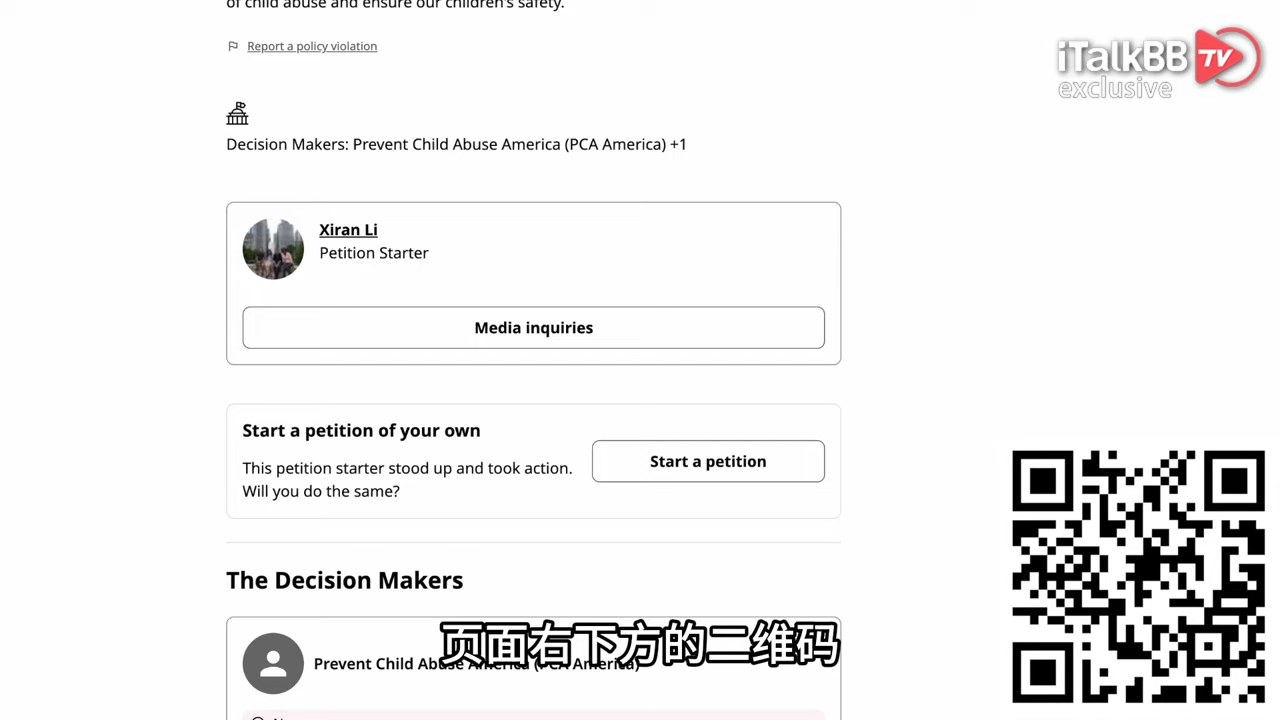 of child abuse and ensure our children's safety.
Report a policy violation
iTalkBB TV
exclusive
Decision Makers: Prevent Child Abuse America (PCA America) +1
Xiran Li
Petition Starter
Media inquiries
Start a petition of your own
This petition starter stood up and took action.
Will you do the same?
Start a petition
The Decision Makers
Prevent Child Abuse America (PCA America)
页面右下方的二维码